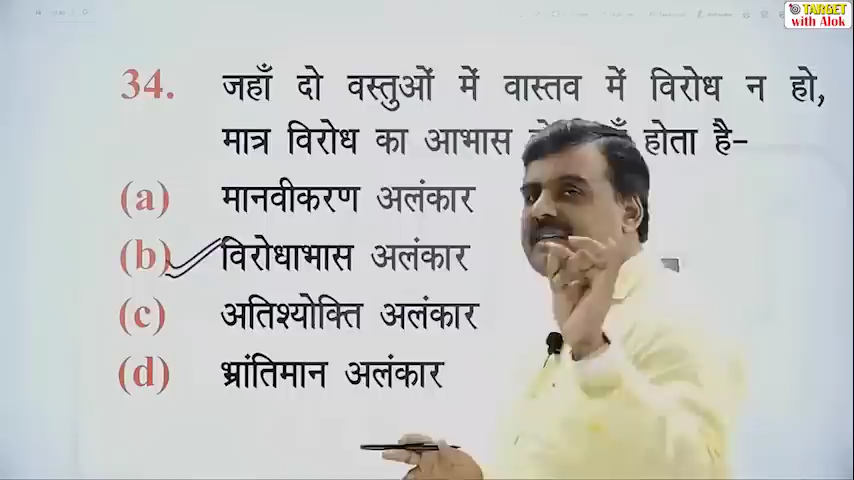 TARGET
with Alok
34. जहाँ दो वस्तुओं में वास्तव में विरोध न हो,
मात्र विरोध का आभास होता है–
(a) मानवीकरण अलंकार
(b) विरोधाभास अलंकार
(c) अतिश्योक्ति अलंकार
(d) भ्रांतिमान अलंकार